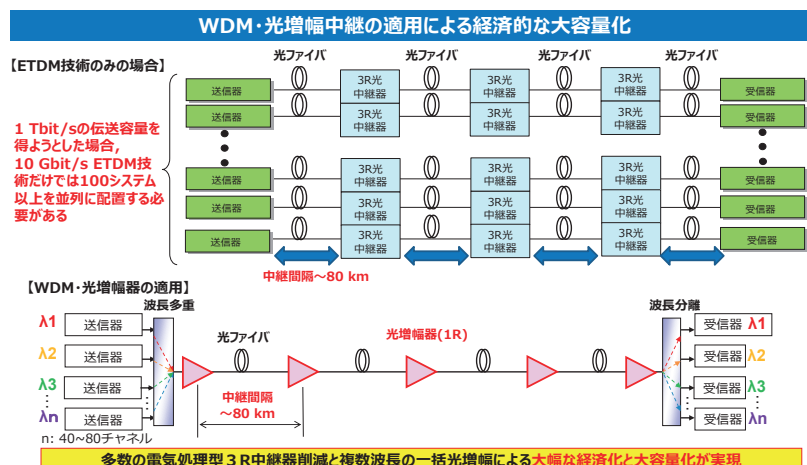 WDM・光増幅中継の適用による経済的な大容量化
【ETDM技術のみの場合】
光ファイバ 光ファイバ 光ファイバ 光ファイバ
送信器 3R光中継器 3R光中継器 3R光中継器 受信器
送信器 3R光中継器 3R光中継器 3R光中継器 受信器
1 Tbit/sの伝送容量を
得ようとした場合,
10 Gbit/s ETDM技
術だけでは100システム
以上を並列に配置する必
要がある
送信器 3R光中継器 3R光中継器 3R光中継器 受信器
送信器 3R光中継器 3R光中継器 3R光中継器 受信器
送信器 3R光中継器 3R光中継器 3R光中継器 受信器
中継間隔~80 km
【WDM・光増幅器の適用】
波長多重 波長分離
光ファイバ 光増幅器(1R)
λ1 送信器 受信器 λ1
λ2 送信器 受信器 λ2
λ3 送信器 受信器 λ3
λn 送信器 受信器 λn
中継間隔
~80 km
n: 40~80チャネル
多数の電気処理型3R中継器削減と複数波長の一括光増幅による大幅な経済化と大容量化が実現